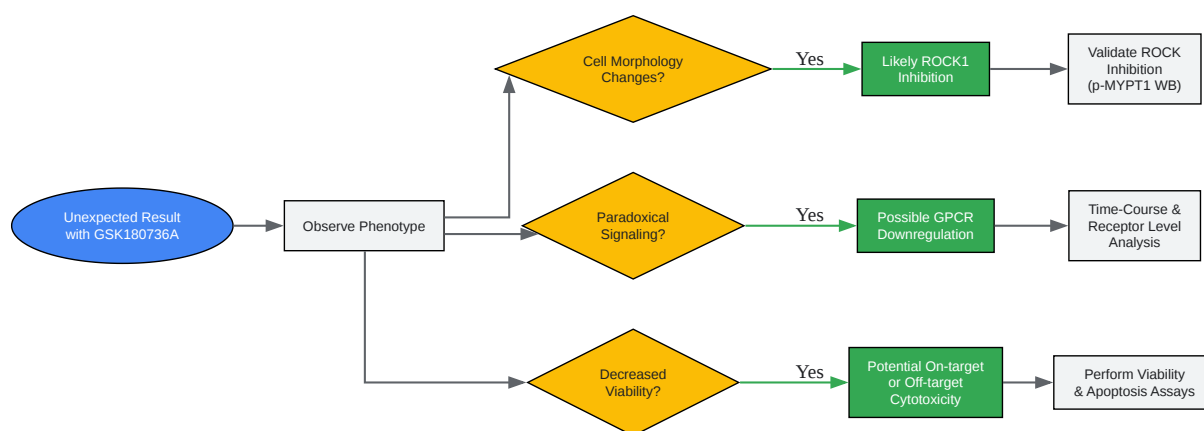 Unexpected Result
with GSK180736A
Observe Phenotype
Cell Morphology
Changes?
Yes
Likely ROCK1
Inhibition
Validate ROCK
Inhibition
(p-MYPT1 WB)
Paradoxical
Signaling?
Yes
Possible GPCR
Downregulation
Time-Course &
Receptor Level
Analysis
Decreased
Viability?
Yes
Potential On-target
or Off-target
Cytotoxicity
Perform Viability
& Apoptosis Assays